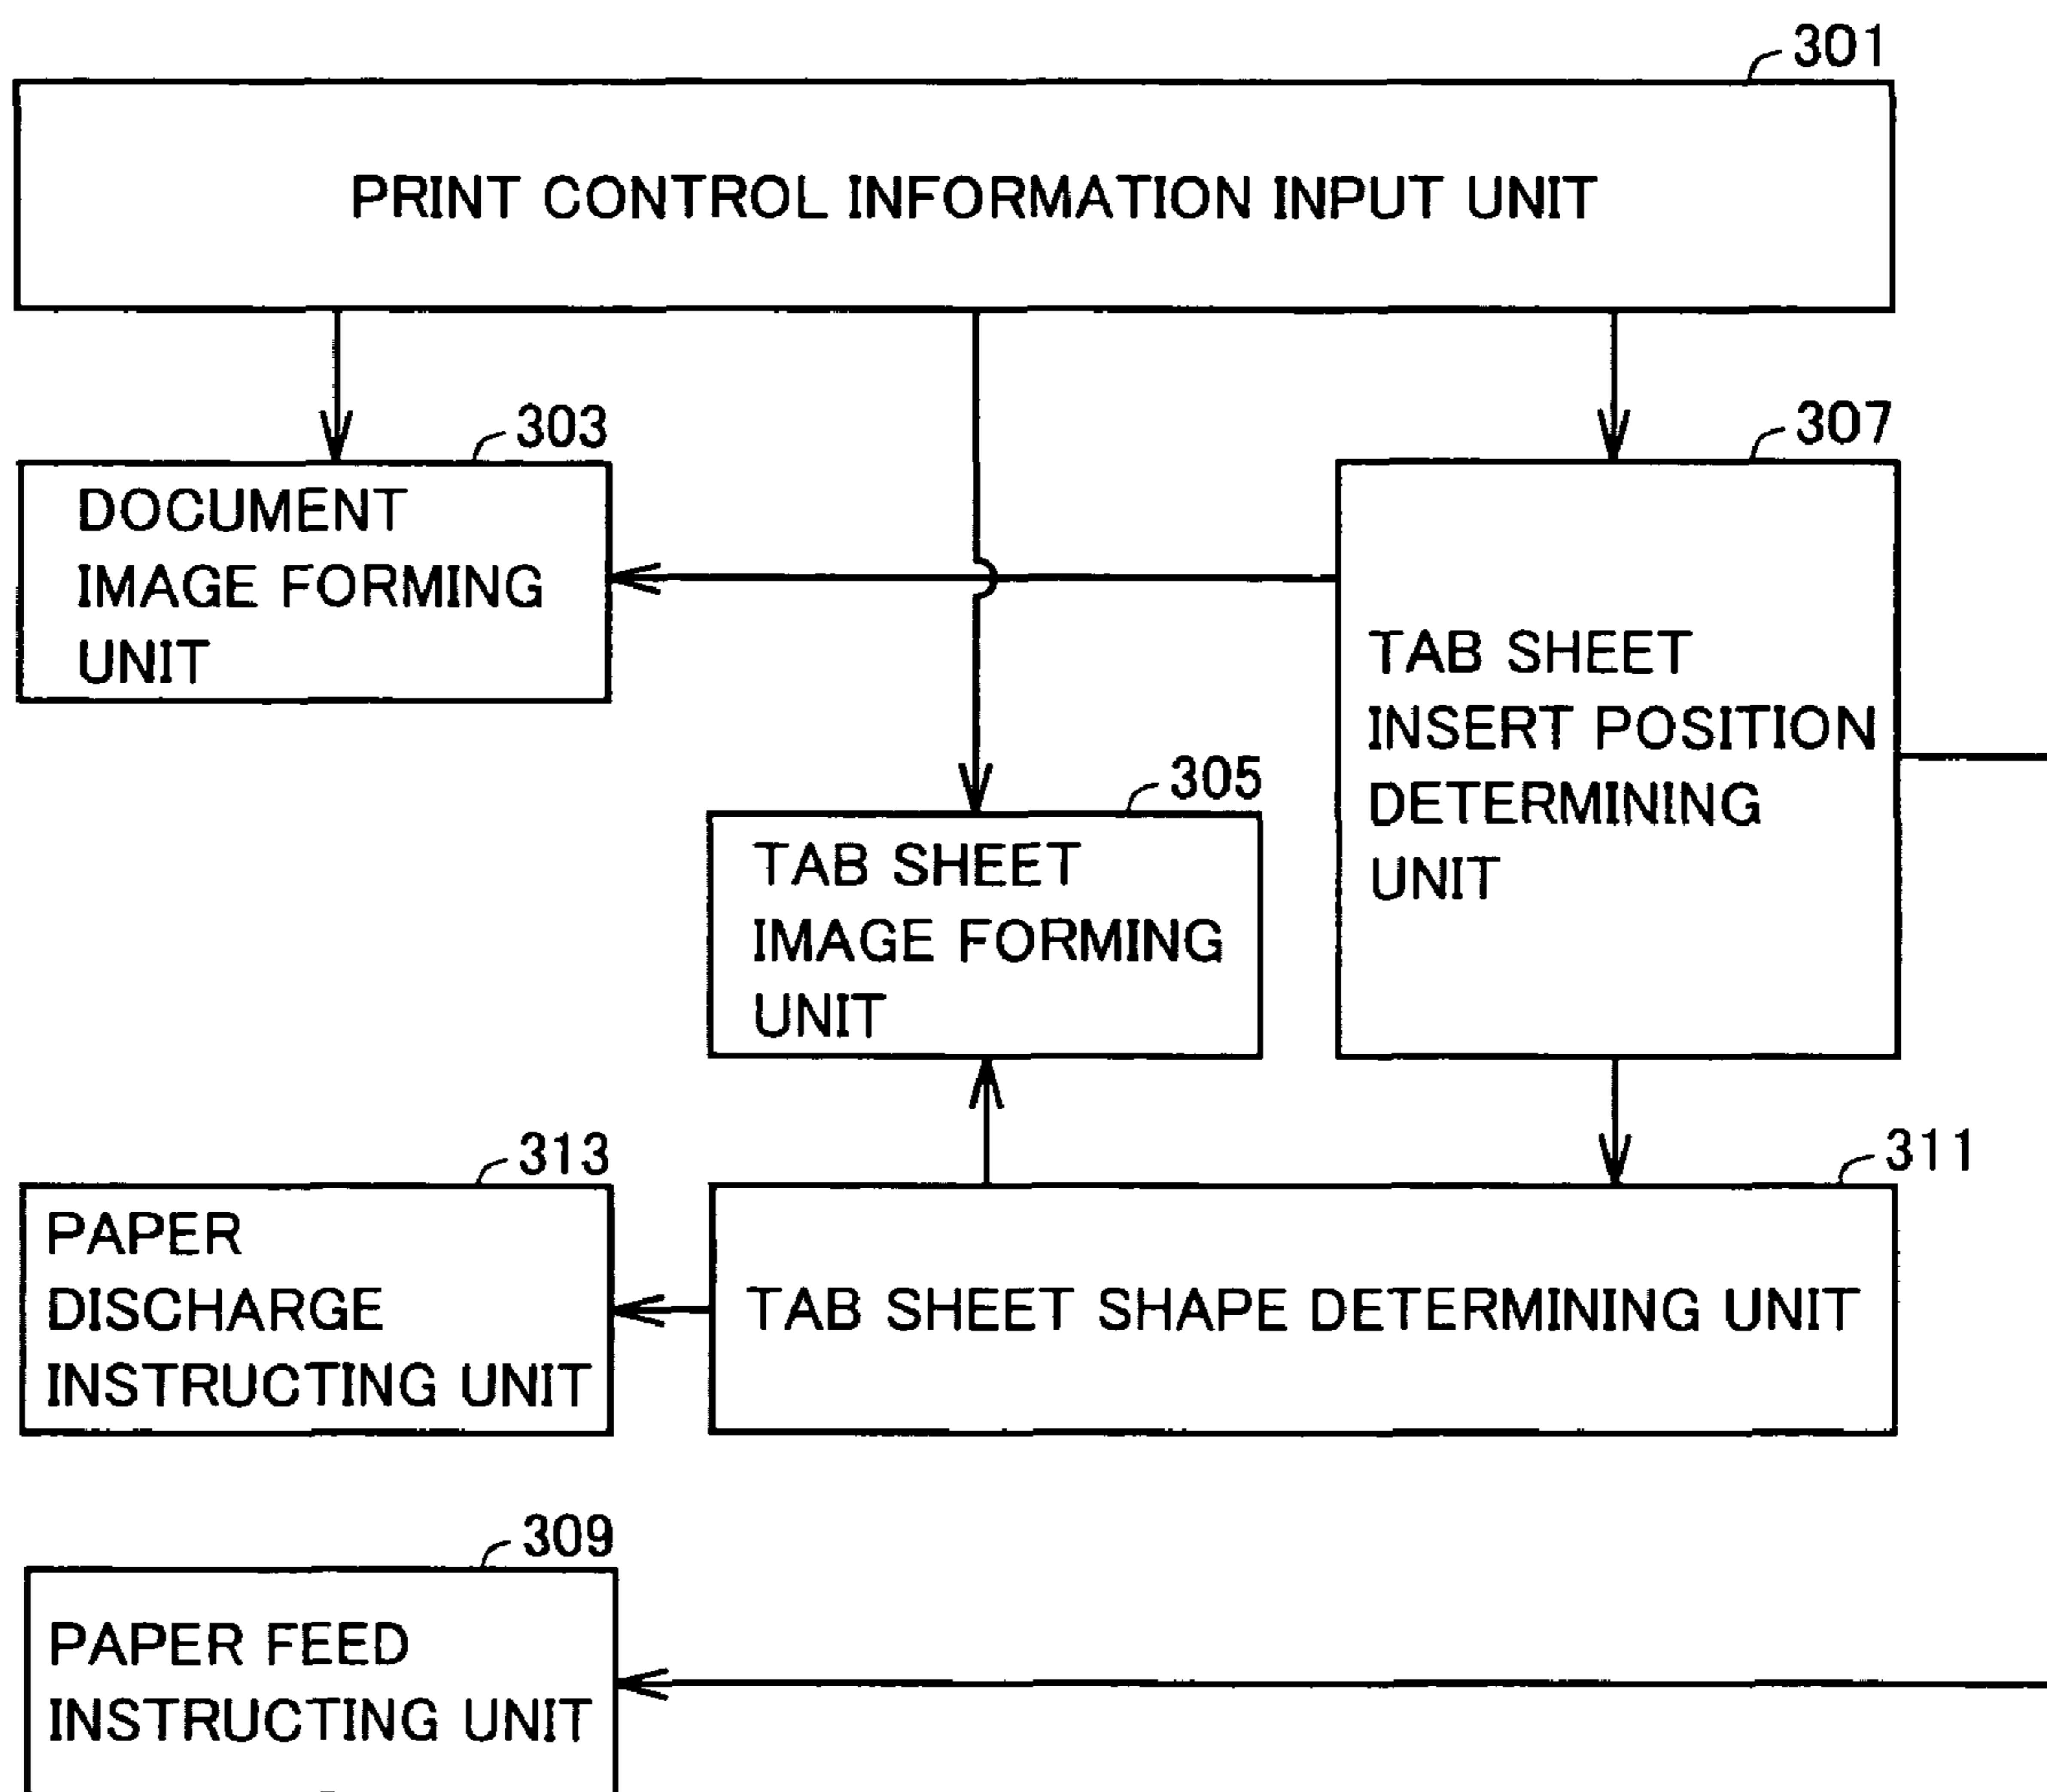 301
PRINT CONTROL INFORMATION INPUT UNIT
303
DOCUMENT
IMAGE FORMING
UNIT
307
TAB SHEET
INSERT POSITION
DETERMINING
UNIT
305
TAB SHEET
IMAGE FORMING
UNIT
313
PAPER
DISCHARGE
INSTRUCTING UNIT
311
TAB SHEET SHAPE DETERMINING UNIT
309
PAPER FEED
INSTRUCTING UNIT